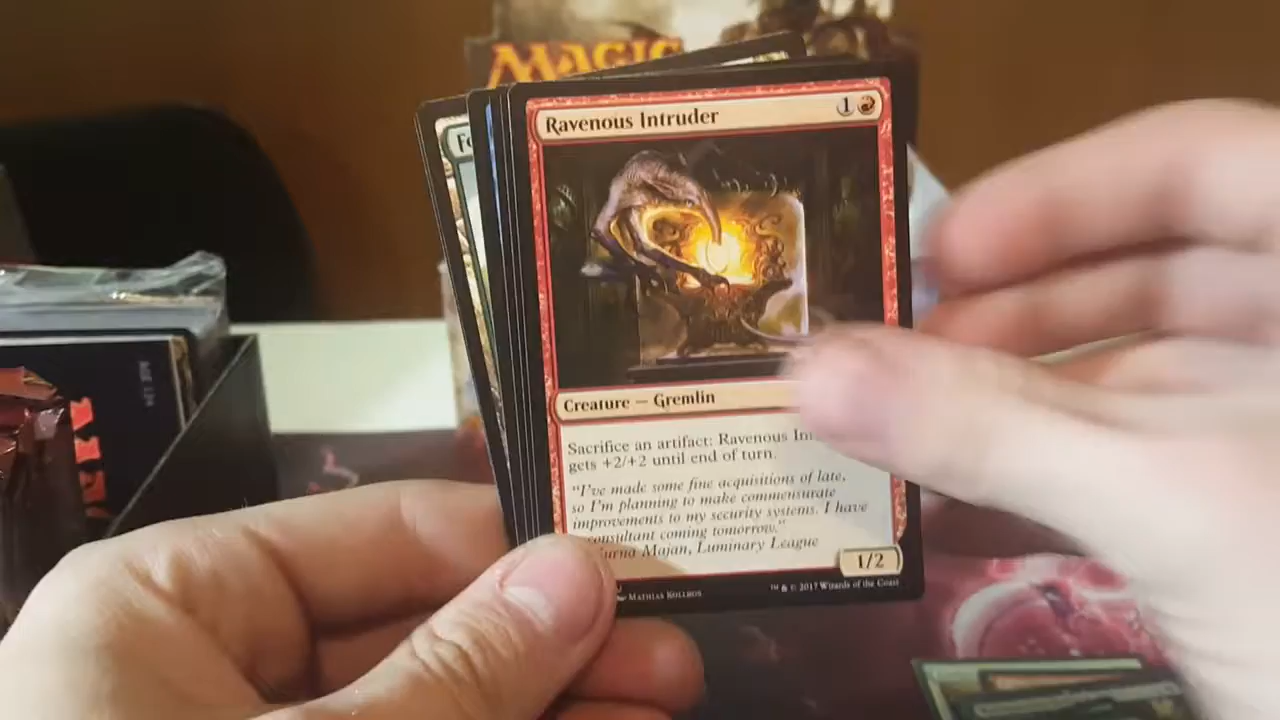 MAGIC
Ravenous Intruder
1
Creature — Gremlin
Sacrifice an artifact: Ravenous
gets +2/+2 until end of turn.
"I've made some fine acquisitions of late,
so I'm planning to make commensurate
improvements to my security systems. I have
consultant coming tomorrow."
Majan, Luminary League
1/2
Mathias Kollros
™ & © 2017 Wizards of the Coast